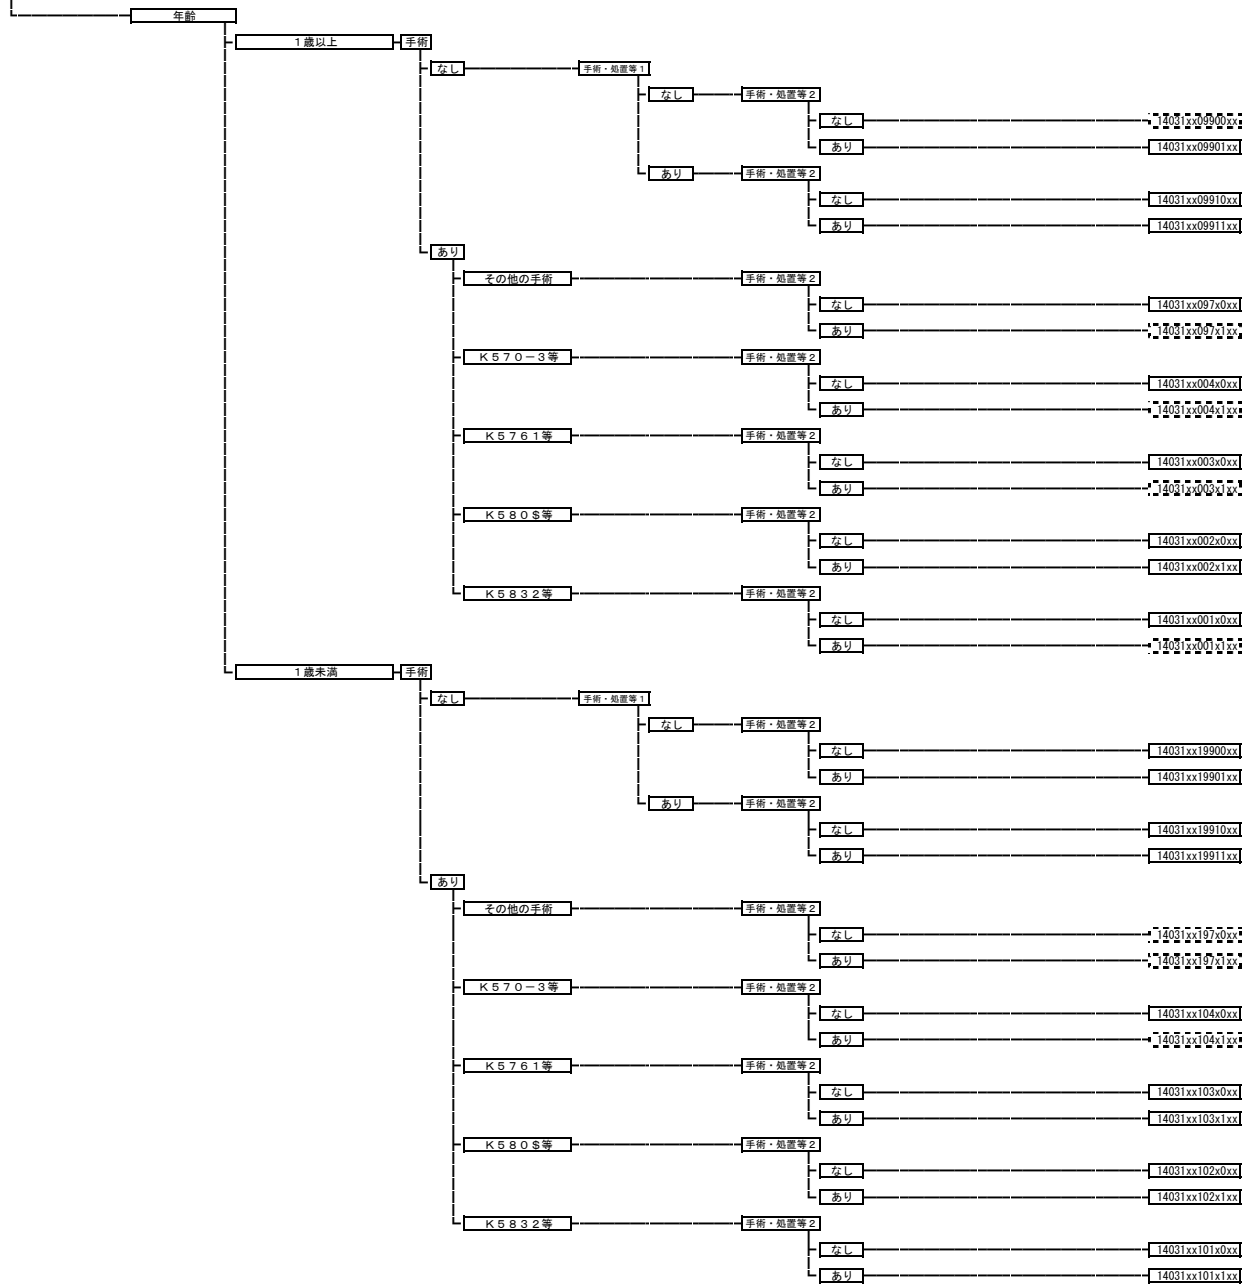 年齢
１歳以上 手術
なし 手術・処置等１
なし 手術・処置等２
なし 14031xx09900xx
あり 14031xx09901xx
あり 手術・処置等２
なし 14031xx09910xx
あり 14031xx09911xx
あり
その他の手術 手術・処置等２
なし 14031xx097x0xx
あり 14031xx097x1xx
Ｋ５７０－３等 手術・処置等２
なし 14031xx004x0xx
あり 14031xx004x1xx
Ｋ５７６１等 手術・処置等２
なし 14031xx003x0xx
あり 14031xx003x1xx
Ｋ５８０＄等 手術・処置等２
なし 14031xx002x0xx
あり 14031xx002x1xx
Ｋ５８３２等 手術・処置等２
なし 14031xx001x0xx
あり 14031xx001x1xx
１歳未満 手術
なし 手術・処置等１
なし 手術・処置等２
なし 14031xx19900xx
あり 14031xx19901xx
あり 手術・処置等２
なし 14031xx19910xx
あり 14031xx19911xx
あり
その他の手術 手術・処置等２
なし 14031xx197x0xx
あり 14031xx197x1xx
Ｋ５７０－３等 手術・処置等２
なし 14031xx104x0xx
あり 14031xx104x1xx
Ｋ５７６１等 手術・処置等２
なし 14031xx103x0xx
あり 14031xx103x1xx
Ｋ５８０＄等 手術・処置等２
なし 14031xx102x0xx
あり 14031xx102x1xx
Ｋ５８３２等 手術・処置等２
なし 14031xx101x0xx
あり 14031xx101x1xx